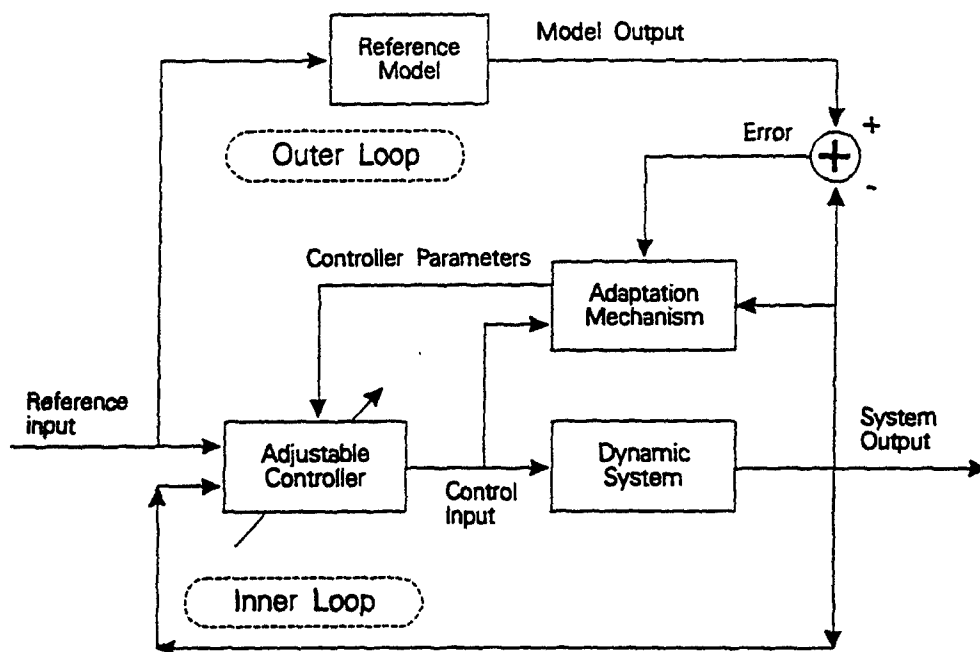 Reference
Model
Model Output
Outer Loop
Error
+
+
-
Controller Parameters
Adaptation
Mechanism
Reference
input
Adjustable
Controller
Control
Input
Dynamic
System
System
Output
Inner Loop